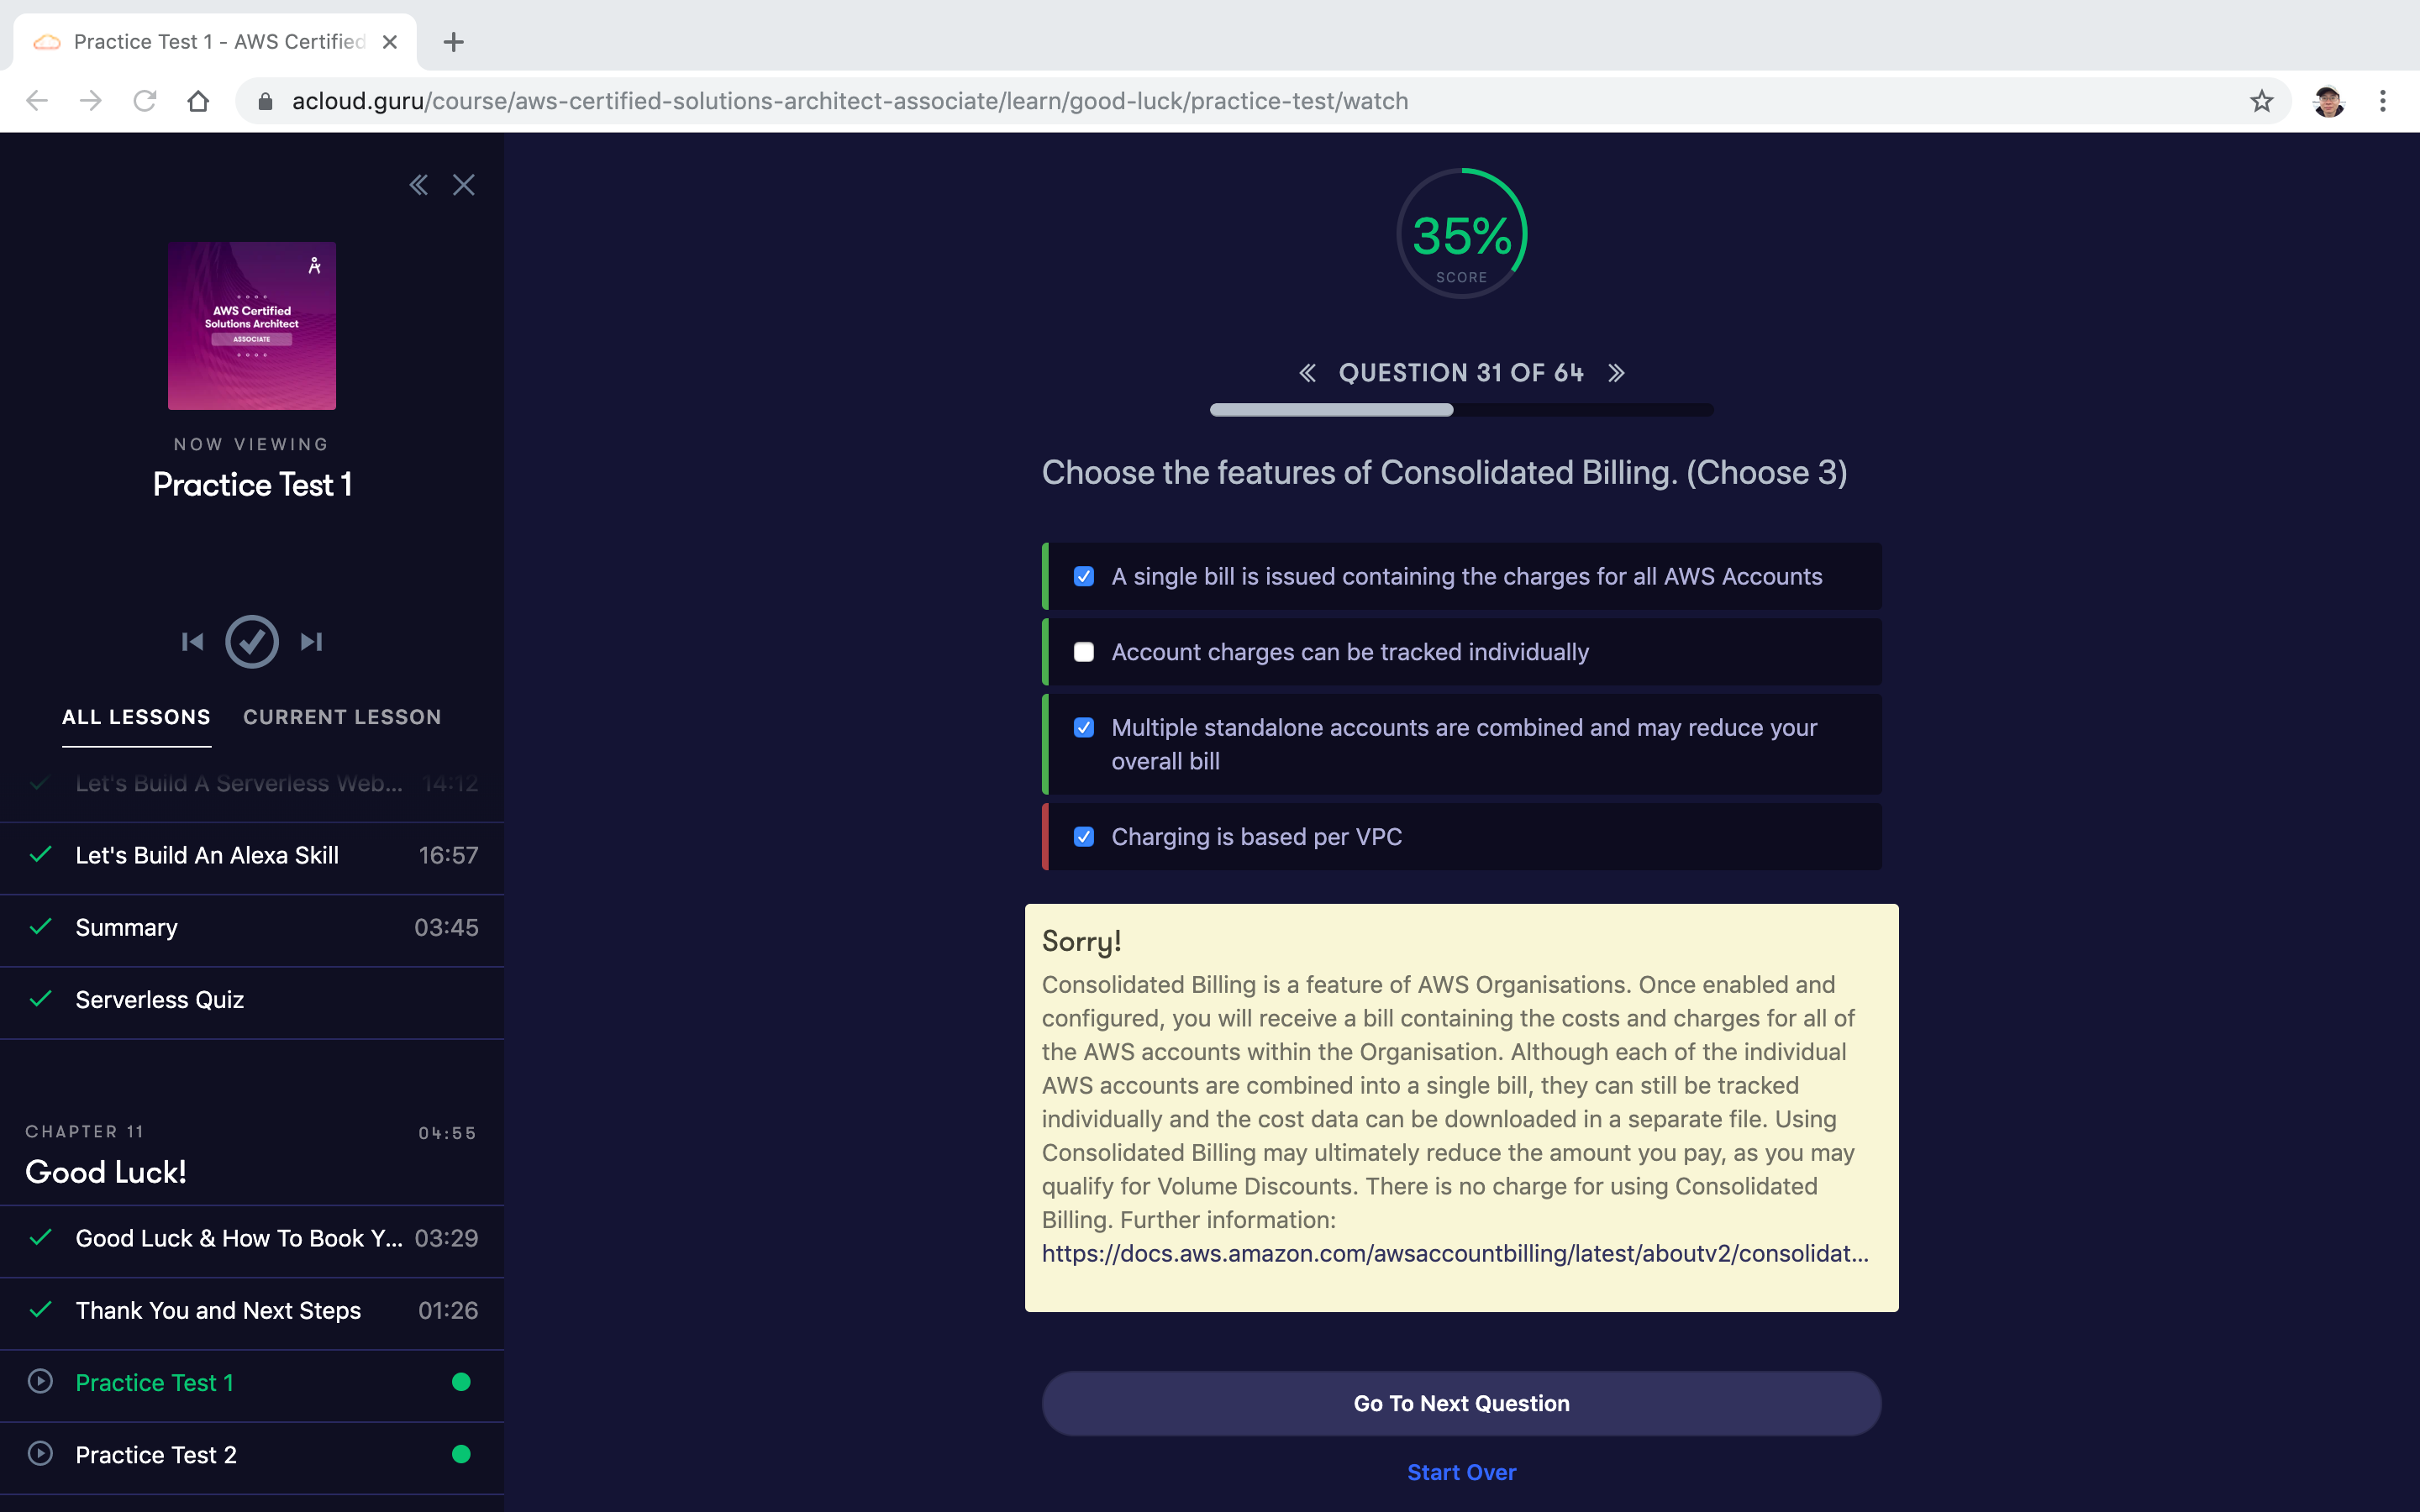 Practice Test 1 - AWS Certified
acloud.guru/course/aws-certified-solutions-architect-associate/learn/good-luck/practice-test/watch
AWS Certified
Solutions Architect
ASSOCIATE
NOW VIEWING
Practice Test 1
ALL LESSONS CURRENT LESSON
Let's Build A Serverless Web... 14:12
Let's Build An Alexa Skill 16:57
Summary 03:45
Serverless Quiz
CHAPTER 11 04:55
Good Luck!
Good Luck & How To Book Y... 03:29
Thank You and Next Steps 01:26
Practice Test 1
Practice Test 2
35%
SCORE
QUESTION 31 OF 64
Choose the features of Consolidated Billing. (Choose 3)
A single bill is issued containing the charges for all AWS Accounts
Account charges can be tracked individually
Multiple standalone accounts are combined and may reduce your
overall bill
Charging is based per VPC
Sorry!
Consolidated Billing is a feature of AWS Organisations. Once enabled and
configured, you will receive a bill containing the costs and charges for all of
the AWS accounts within the Organisation. Although each of the individual
AWS accounts are combined into a single bill, they can still be tracked
individually and the cost data can be downloaded in a separate file. Using
Consolidated Billing may ultimately reduce the amount you pay, as you may
qualify for Volume Discounts. There is no charge for using Consolidated
Billing. Further information:
https://docs.aws.amazon.com/awsaccountbilling/latest/aboutv2/consolidat...
Go To Next Question
Start Over